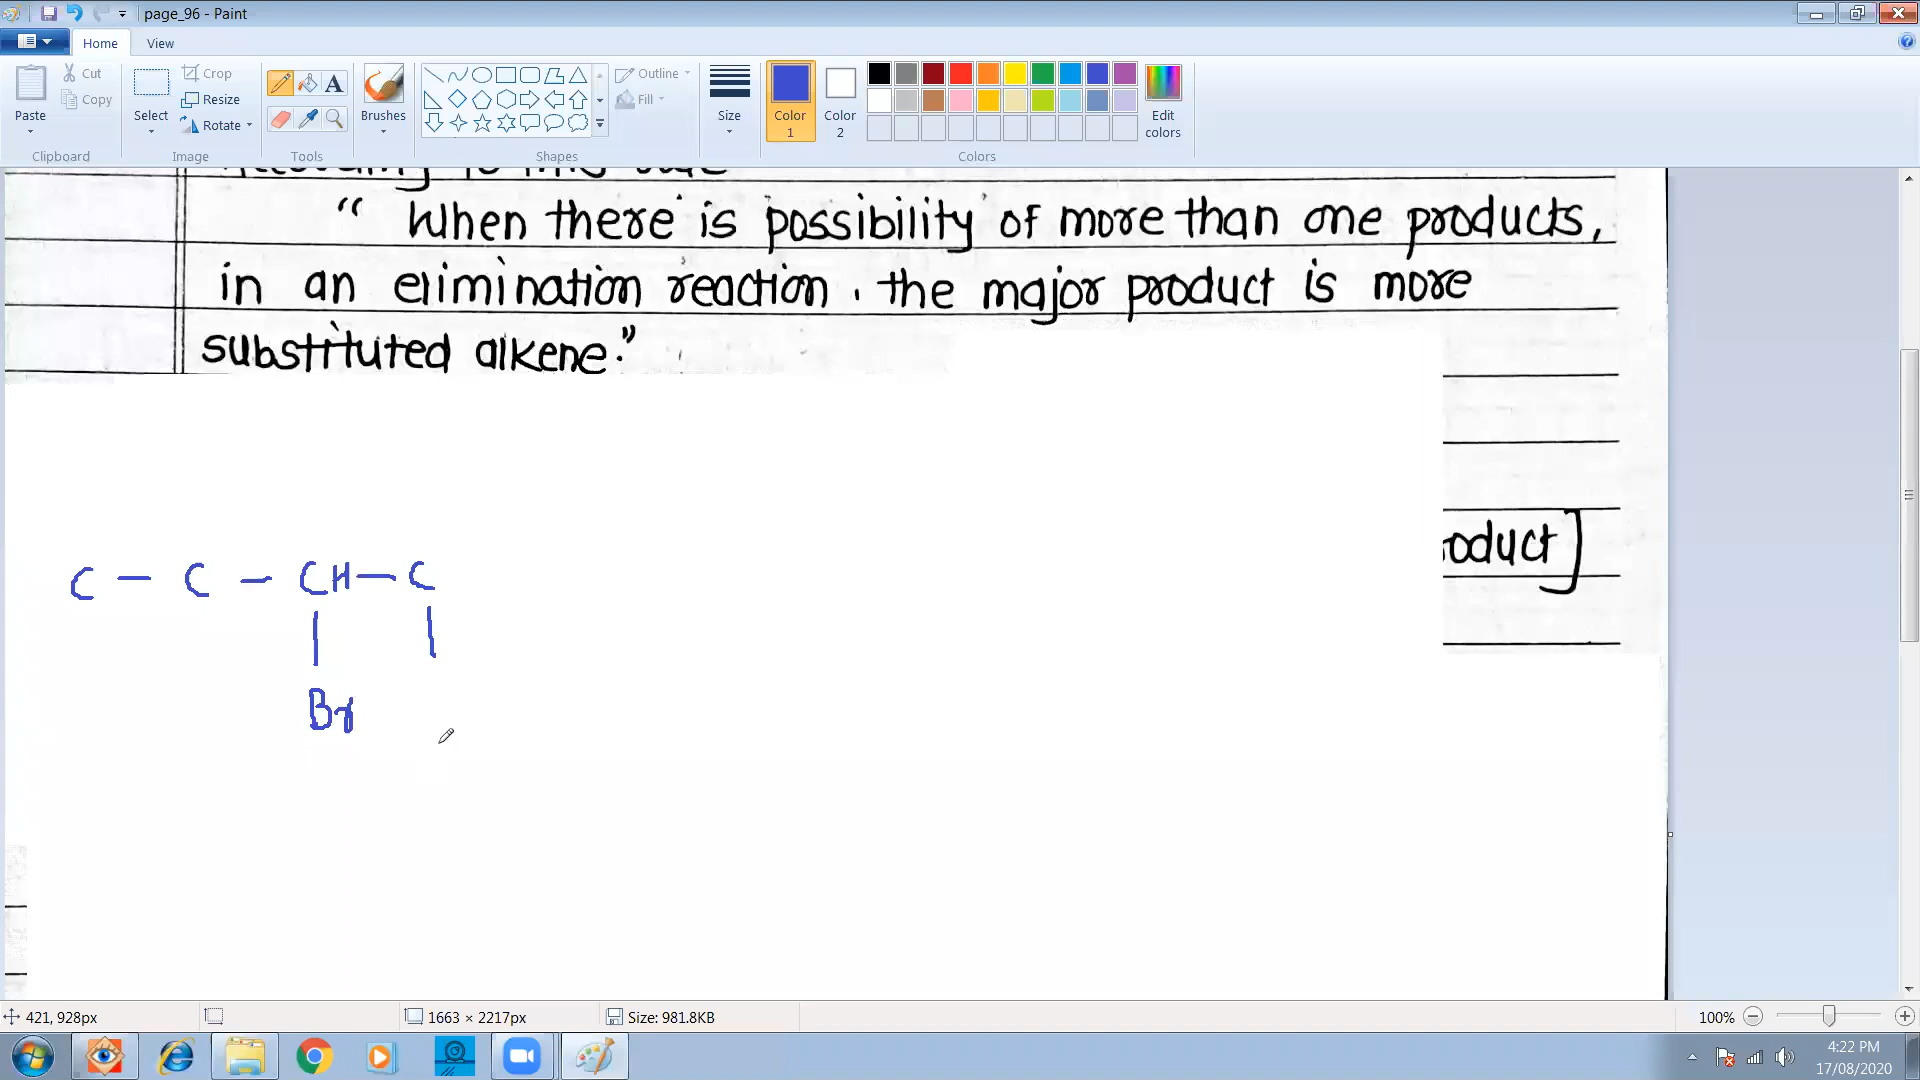 page_96 - Paint
Home View
Paste Cut Copy Clipboard
Select Crop Resize Rotate Image
Tools
Brushes
Shapes Outline Fill
Size
Color 1 Color 2 Edit colors Colors
“ When there is possibility of more than one products,
in an elimination reaction. the major product is more
substituted alkene.”
oduct]
C - C - CH - C
Br
421, 928px 1663 × 2217px Size: 981.8KB 100%
4:22 PM
17/08/2020